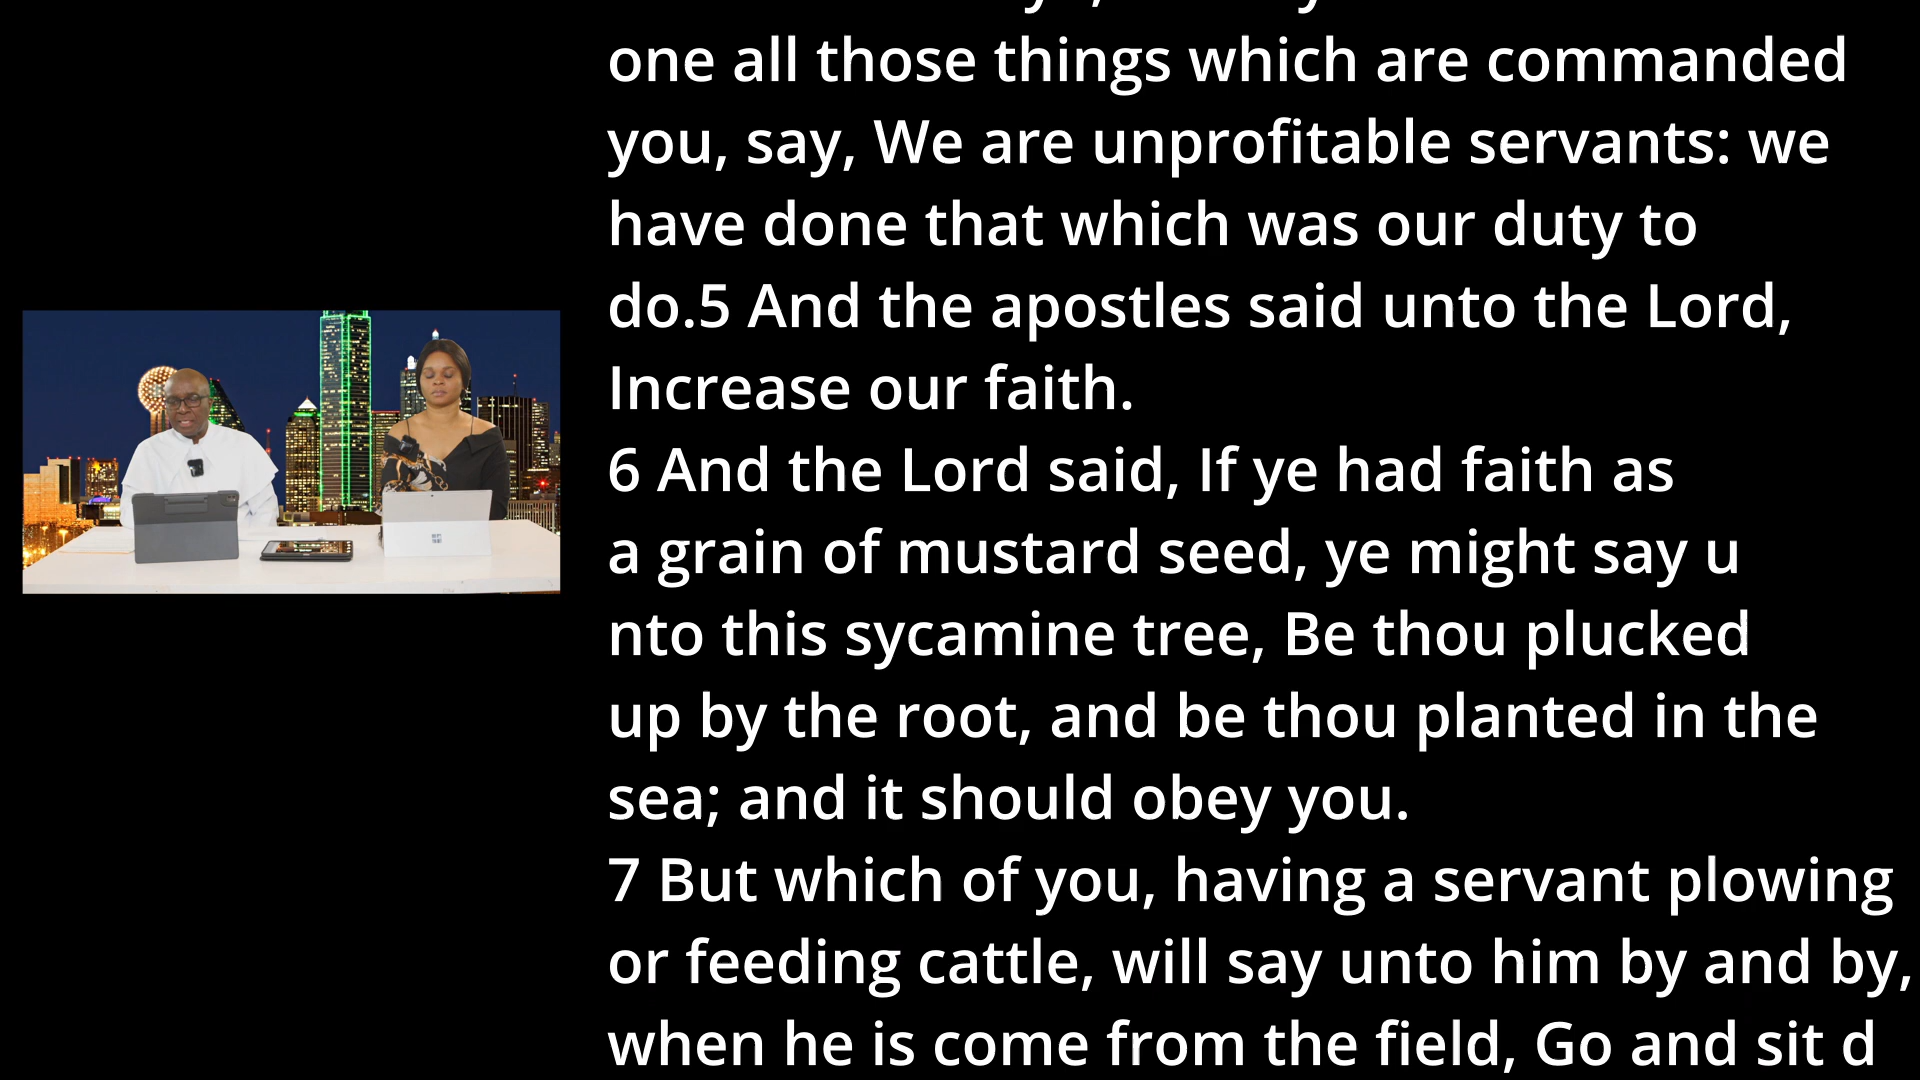 one all those things which are commanded
you, say, We are unprofitable servants: we
have done that which was our duty to
do.5 And the apostles said unto the Lord,
Increase our faith.
6 And the Lord said, If ye had faith as
a grain of mustard seed, ye might say u
nto this sycamine tree, Be thou plucked
up by the root, and be thou planted in the
sea; and it should obey you.
7 But which of you, having a servant plowing
or feeding cattle, will say unto him by and by,
when he is come from the field, Go and sit d